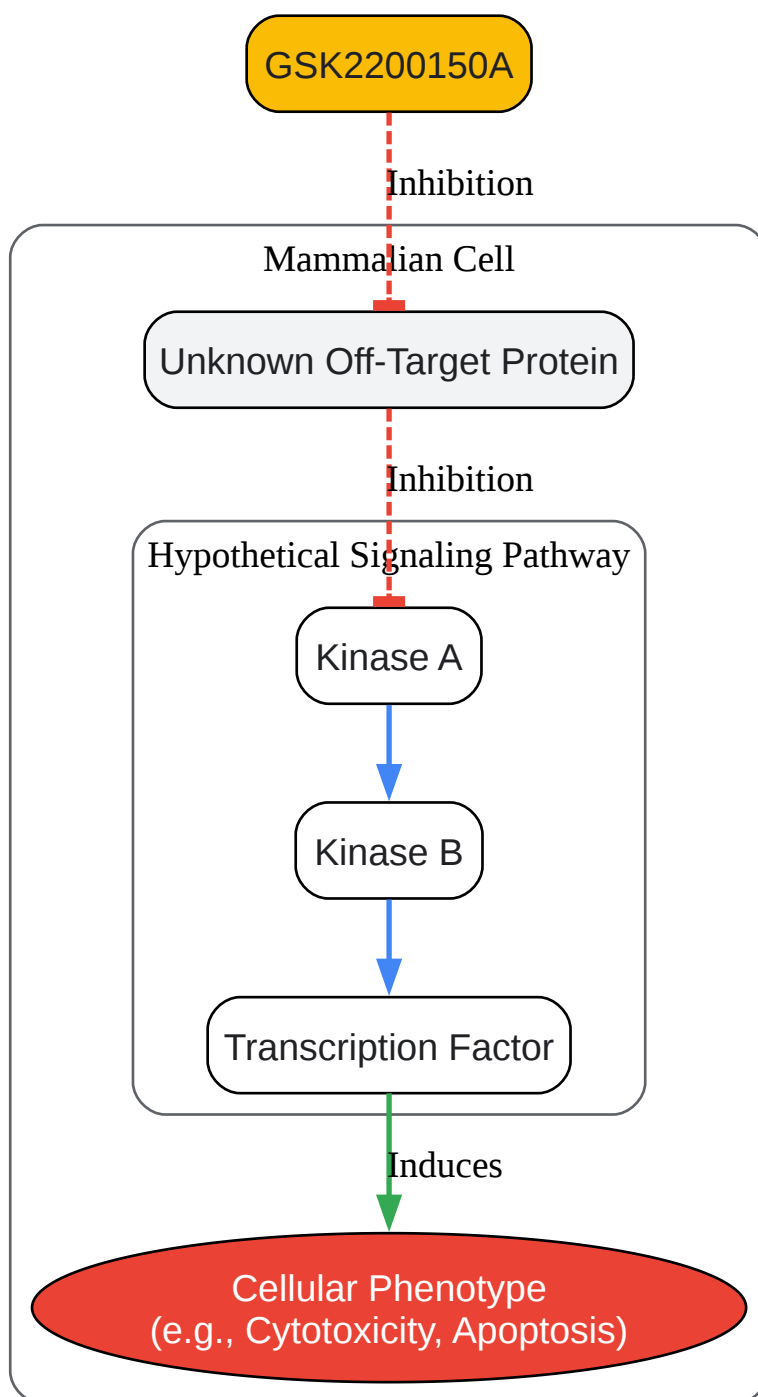 GSK2200150A
Inhibition
Mammalian Cell
Unknown Off-Target Protein
Inhibition
Hypothetical Signaling Pathway
Kinase A
Kinase B
Transcription Factor
Induces
Cellular Phenotype
(e.g., Cytotoxicity, Apoptosis)